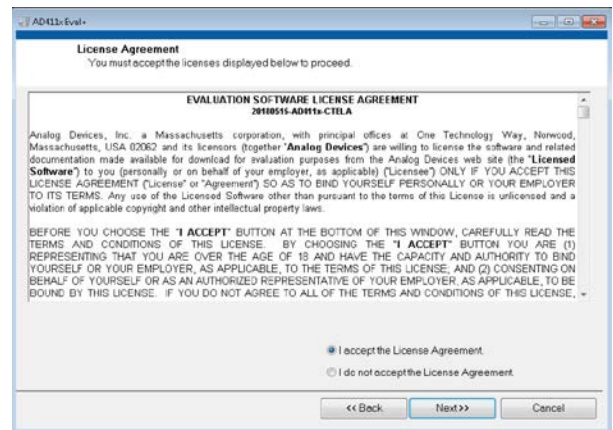 AD411x Eval+
License Agreement
You must accept the licenses displayed below to proceed.
EVALUATION SOFTWARE LICENSE AGREEMENT
20180515-AD411x-CTELA
Analog Devices, Inc. a Massachusetts corporation, with principal offices at One Technology Way, Norwood,
Massachusetts, USA 02062 and its licensors (together "Analog Devices") are willing to license the software and related
documentation made available for download for evaluation purposes from the Analog Devices web site (the "Licensed
Software") to you (personally or on behalf of your employer, as applicable) ("Licensee") ONLY IF YOU ACCEPT THIS
LICENSE AGREEMENT ("License" or "Agreement") SO AS TO BIND YOURSELF PERSONALLY OR YOUR EMPLOYER
TO ITS TERMS. Any use of the Licensed Software other than pursuant to the terms of this License is unlicensed and a
violation of applicable copyright and other intellectual property laws.
BEFORE YOU CHOOSE THE "I ACCEPT" BUTTON AT THE BOTTOM OF THIS WINDOW, CAREFULLY READ THE
TERMS AND CONDITIONS OF THIS LICENSE. BY CHOOSING THE "I ACCEPT" BUTTON YOU ARE (1)
REPRESENTING THAT YOU ARE OVER THE AGE OF 18 AND HAVE THE CAPACITY AND AUTHORITY TO BIND
YOURSELF OR YOUR EMPLOYER, AS APPLICABLE, TO THE TERMS OF THIS LICENSE; AND (2) CONSENTING ON
BEHALF OF YOURSELF OR AS AN AUTHORIZED REPRESENTATIVE OF YOUR EMPLOYER, AS APPLICABLE, TO BE
BOUND BY THIS LICENSE. IF YOU DO NOT AGREE TO ALL OF THE TERMS AND CONDITIONS OF THIS LICENSE,
I accept the License Agreement.
I do not accept the License Agreement.
<< Back
Next >>
Cancel